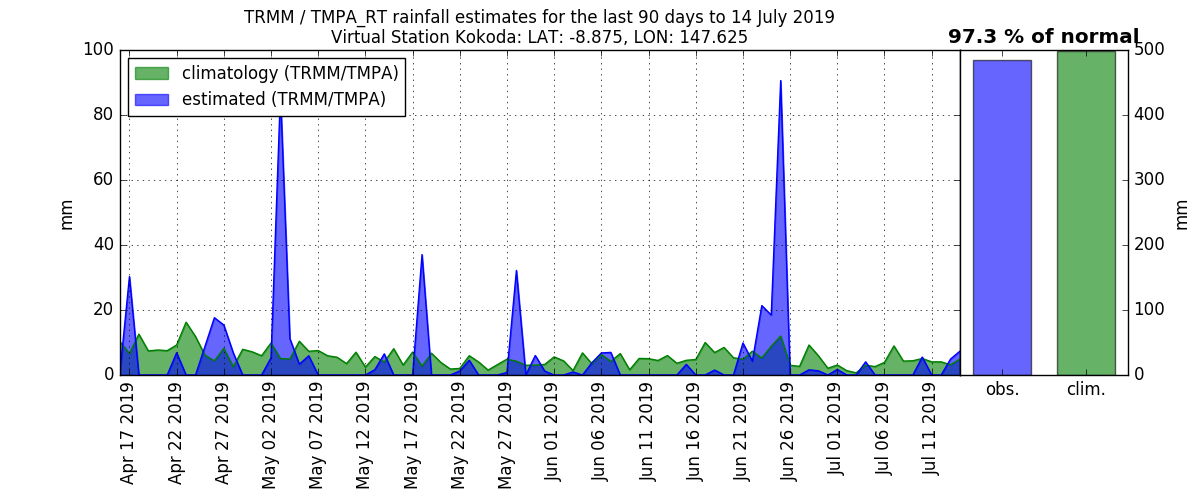 TRMM / TMPA_RT rainfall estimates for the last 90 days to 14 July 2019
Virtual Station Kokoda: LAT: -8.875, LON: 147.625
97.3 % of normal
climatology (TRMM/TMPA)
estimated (TRMM/TMPA)
100
80
60
40
20
0
mm
500
400
300
200
100
0
mm
Apr 17 2019
Apr 22 2019
Apr 27 2019
May 02 2019
May 07 2019
May 12 2019
May 17 2019
May 22 2019
May 27 2019
Jun 01 2019
Jun 06 2019
Jun 11 2019
Jun 16 2019
Jun 21 2019
Jun 26 2019
Jul 01 2019
Jul 06 2019
Jul 11 2019
obs.
clim.